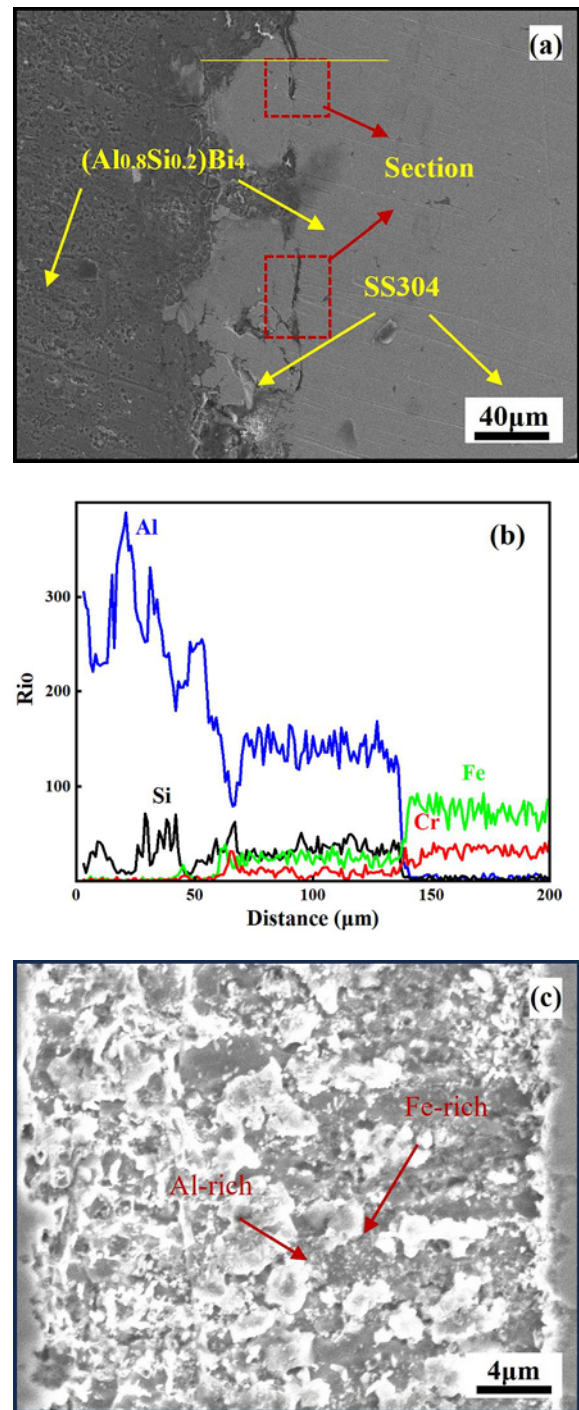 (a)
(Al0.8Si0.2)Bi4
Section
SS304
40μm
(b)
Al
300
Rio
200
Si
Fe
100
Cr
0 50 100 150 200
Distance (μm)
(c)
Fe-rich
Al-rich
4μm